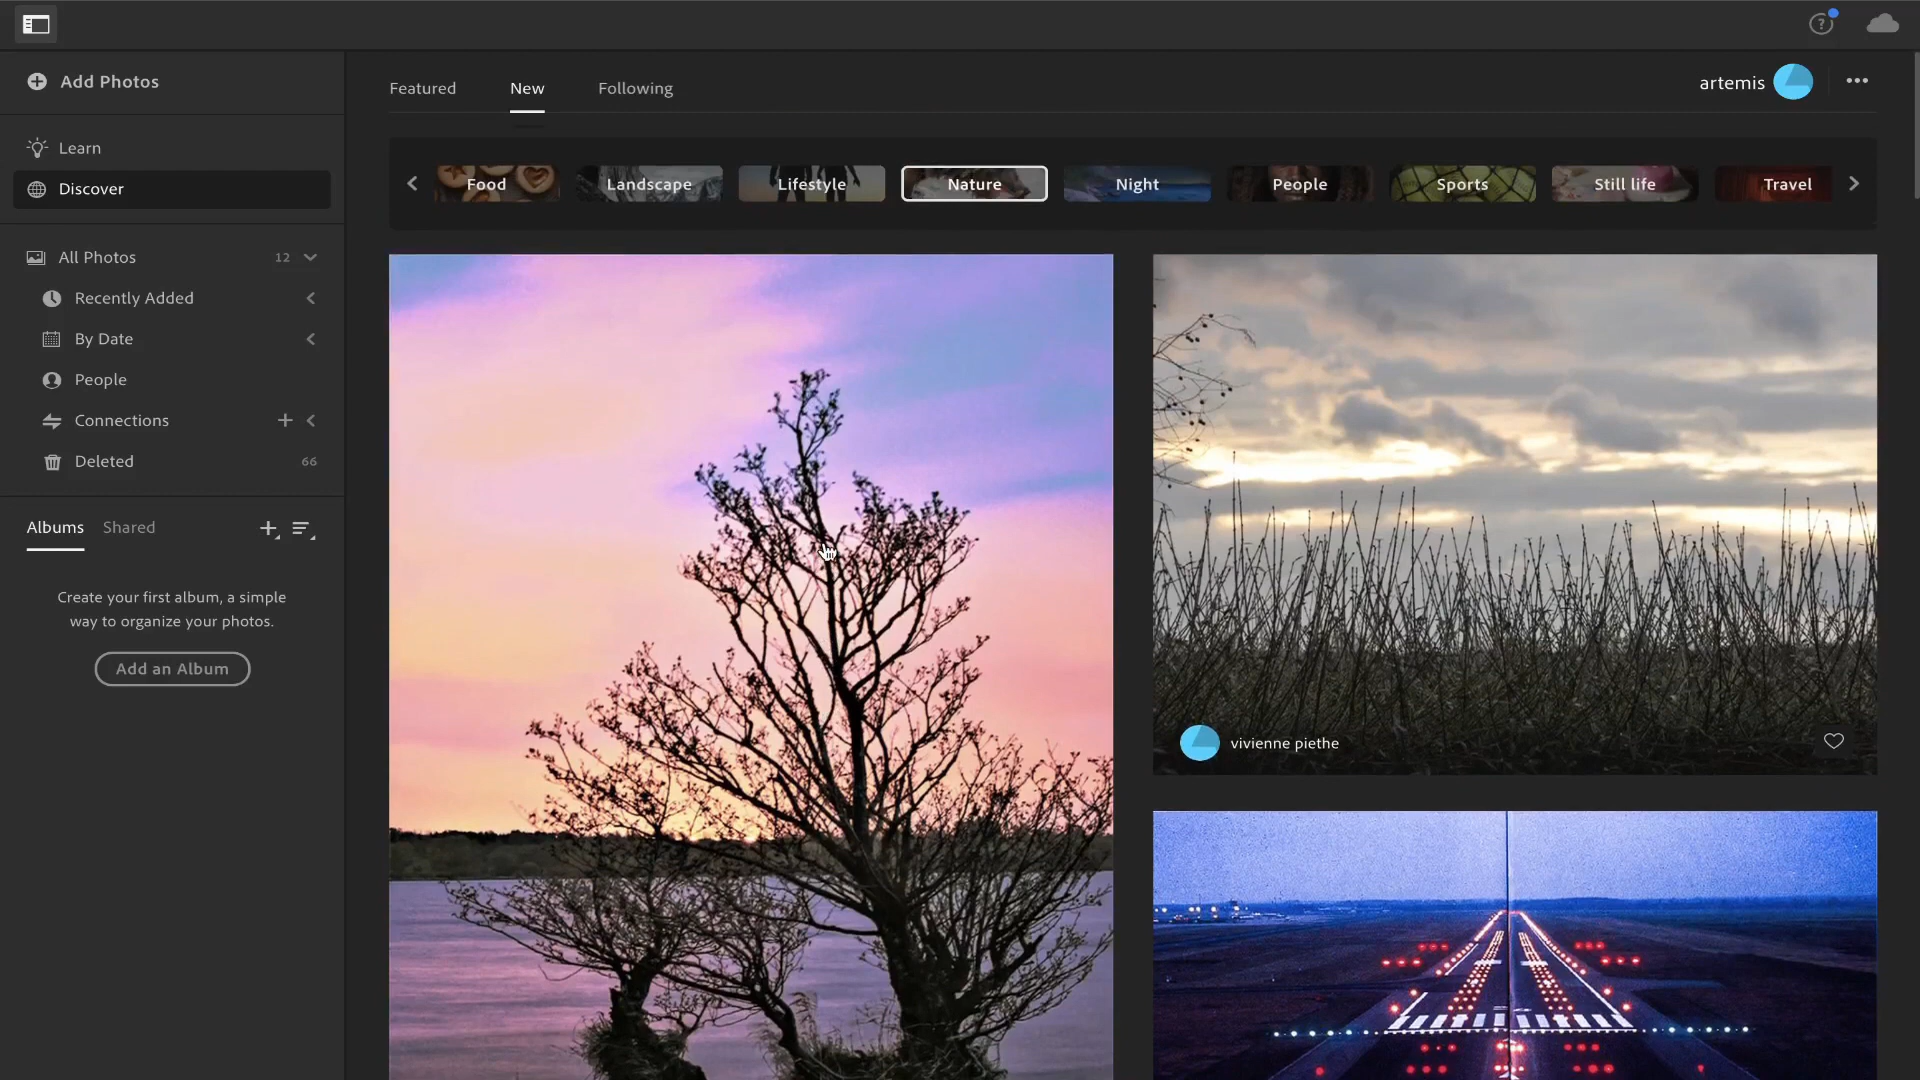 Add Photos
Learn
Discover
All Photos 12
Recently Added
By Date
People
Connections
Deleted 66
Albums Shared
Create your first album, a simple
way to organize your photos.
Add an Album
Featured New Following
artemis
Food Landscape Lifestyle Nature Night People Sports Still life Travel
vivienne piethe